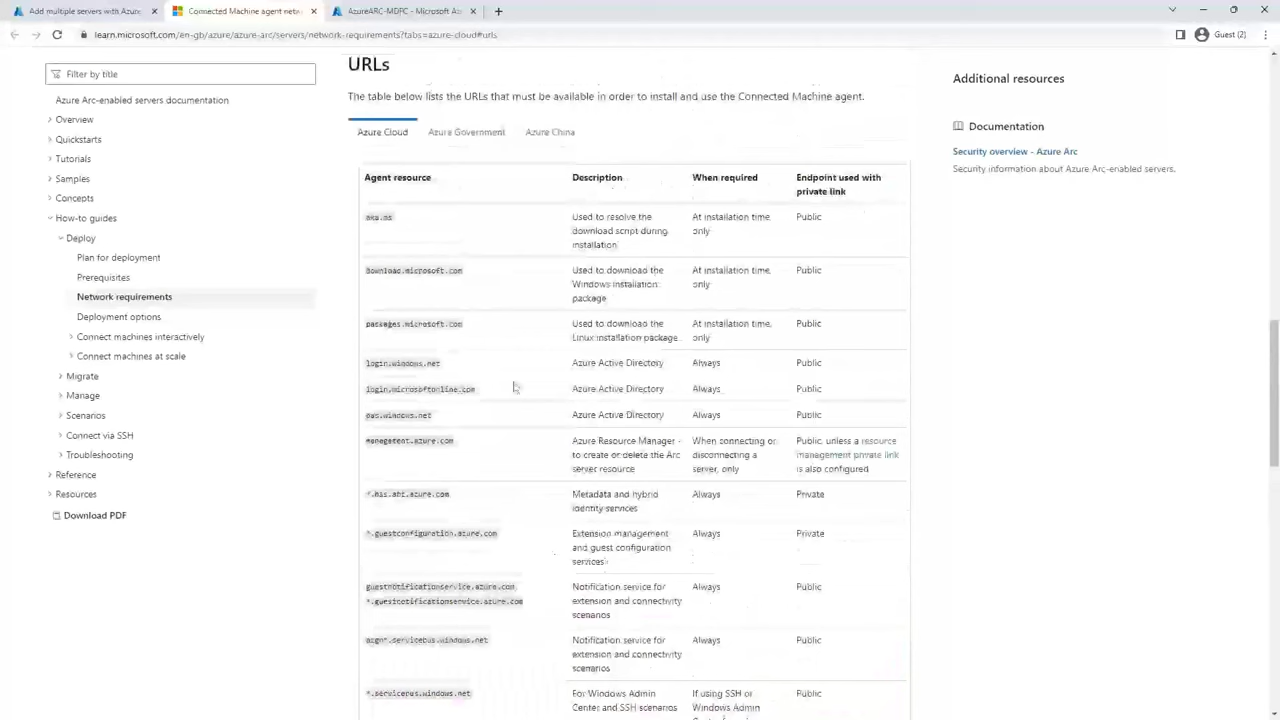 Add multiple servers with Azure
Connected Machine agent netw
AzureARC-MDFC - Microsoft Az
learn.microsoft.com/en-gb/azure/azure-arc/servers/network-requirements?tabs=azure-cloud#urls
Guest (2)
Filter by title
Azure Arc-enabled servers documentation
Overview
Quickstarts
Tutorials
Samples
Concepts
How-to guides
Deploy
Plan for deployment
Prerequisites
Network requirements
Deployment options
Connect machines interactively
Connect machines at scale
Migrate
Manage
Scenarios
Connect via SSH
Troubleshooting
Reference
Resources
Download PDF
URLs
The table below lists the URLs that must be available in order to install and use the Connected Machine agent.
Azure Cloud Azure Government Azure China
Agent resource Description When required Endpoint used with
private link
aka.ms Used to resolve the At installation time, Public
download script during only
installation
download.microsoft.com Used to download the At installation time, Public
Windows installation only
package
packages.microsoft.com Used to download the At installation time, Public
Linux installation package only
login.windows.net Azure Active Directory Always Public
login.microsoftonline.com Azure Active Directory Always Public
pas.windows.net Azure Active Directory Always Public
management.azure.com Azure Resource Manager - When connecting or Public, unless a resource
to create or delete the Arc disconnecting a management private link
server resource server, only is also configured
*.his.arc.azure.com Metadata and hybrid Always Private
identity services
*.guestconfiguration.azure.com Extension management Always Private
and guest configuration
services
guestnotificationservice.azure.com Notification service for Always Public
*.guestnotificationservice.azure.com extension and connectivity
scenarios
azgn*.servicebus.windows.net Notification service for Always Public
extension and connectivity
scenarios
*.servicebus.windows.net For Windows Admin If using SSH or Public
Center and SSH scenarios Windows Admin
Additional resources
Documentation
Security overview - Azure Arc
Security information about Azure Arc-enabled servers.